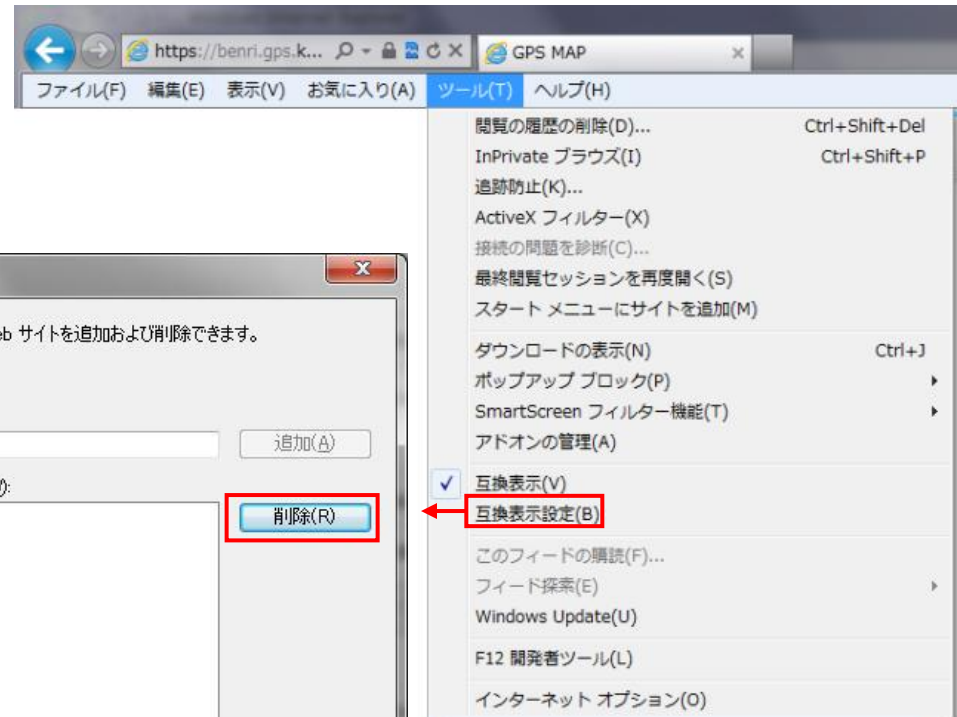 https://benri.gps.k...
GPS MAP
ファイル(F) 編集(E) 表示(V) お気に入り(A) ツール(T) ヘルプ(H)
閲覧の履歴の削除(D)... Ctrl+Shift+Del
InPrivate ブラウズ(I) Ctrl+Shift+P
追跡防止(K)...
ActiveX フィルター(X)
接続の問題を診断(C)...
最終閲覧セッションを再度開く(S)
スタート メニューにサイトを追加(M)
ダウンロードの表示(N) Ctrl+J
ポップアップ ブロック(P)
SmartScreen フィルター機能(T)
アドオンの管理(A)
互換表示(V)
互換表示設定(B)
このフィードの購読(F)...
フィード探索(E)
Windows Update(U)
F12 開発者ツール(L)
インターネット オプション(O)
eb サイトを追加および削除できます。
追加(A)
削除(R)